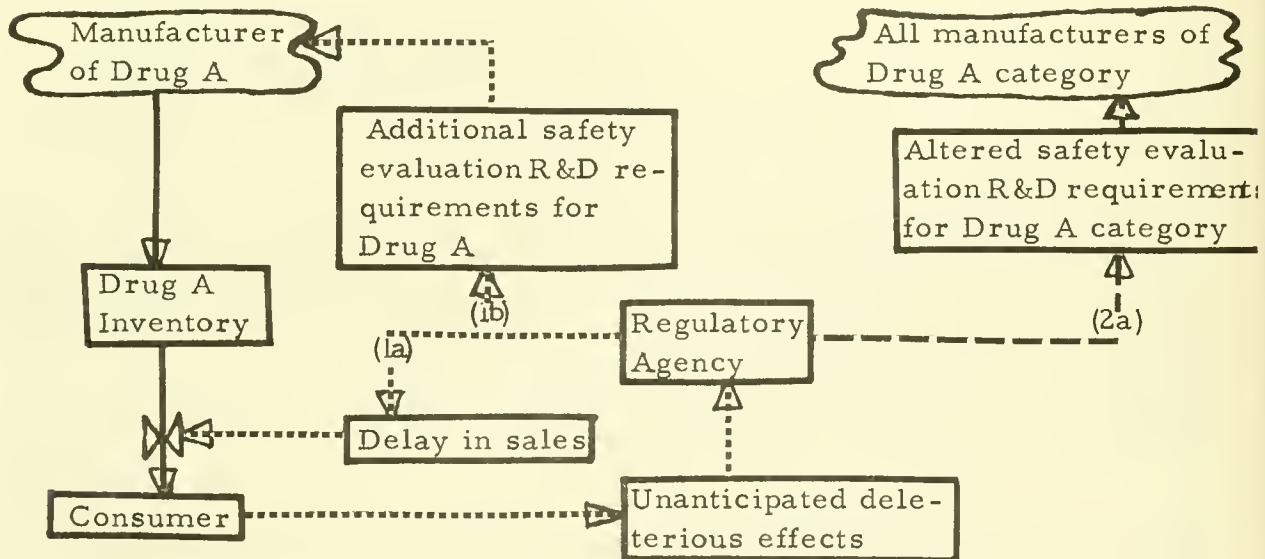 Manufacturer
of Drug A
All manufacturers of
Drug A category
Additional safety
evaluation R&D re-
quirements for
Drug A
Altered safety evalu-
ation R&D requirements
for Drug A category
Drug A
Inventory
(1b)
Regulatory
Agency
(2a)
(1a)
Delay in sales
Consumer
Unanticipated dele-
terious effects